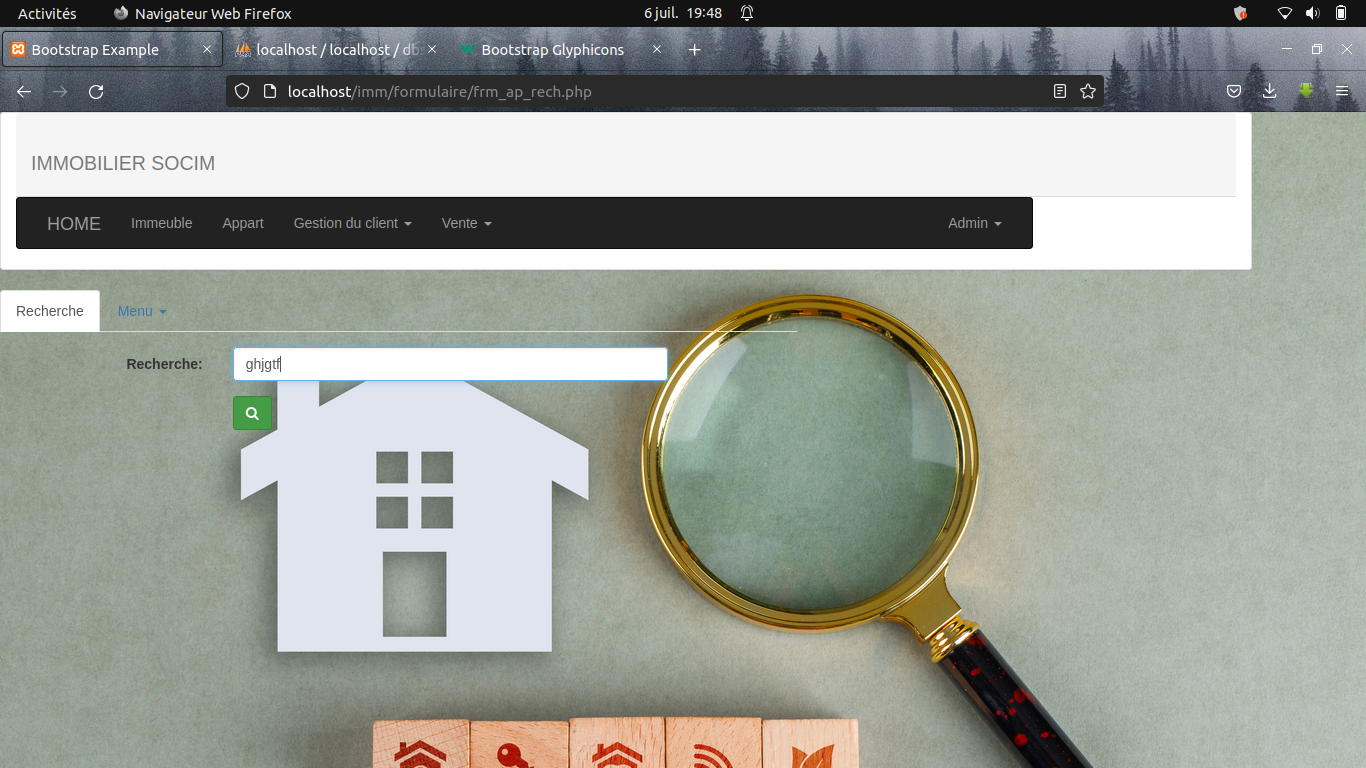 Activités Navigateur Web Firefox 6 juil. 19:48
Bootstrap Example localhost / localhost / db Bootstrap Glyphicons
localhost/imm/formulaire/frm_ap_rech.php
IMMOBILIER SOCIM
HOME Immeuble Appart Gestion du client Vente Admin
Recherche Menu
Recherche: ghjgtf